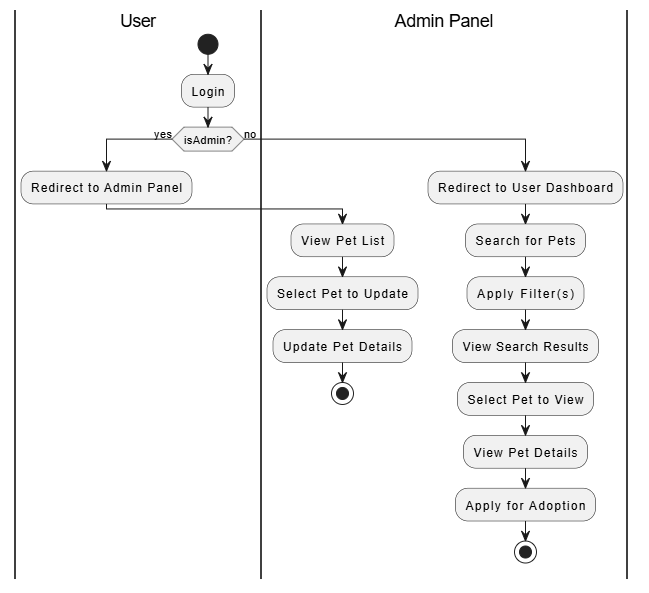 User
Admin Panel
Login
yes
isAdmin?
no
Redirect to Admin Panel
Redirect to User Dashboard
View Pet List
Search for Pets
Select Pet to Update
Apply Filter(s)
Update Pet Details
View Search Results
Select Pet to View
View Pet Details
Apply for Adoption